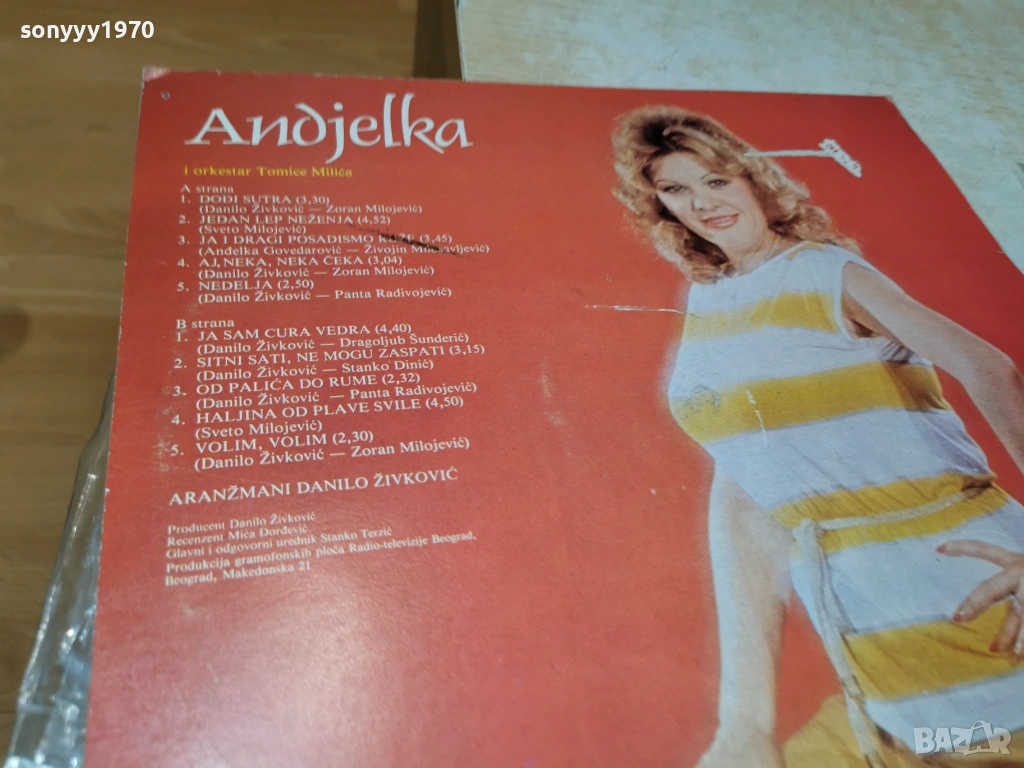 sonyyy1970
Andjelka
i orkestar Tomice Milića
A strana
1. DODI SUTRA (3,30)
(Danilo Živković — Zoran Milojević)
2. JEDAN LEP NEŽENJA (4,52)
(Sveto Milojević)
3. JA I DRAGI POSADISMO RUŽE (3,45)
(Anđelka Govedarović — Životin
4. AJ, NEKA, NEKA ČEKA (3,04)
(Danilo Živković — Zoran Milojević)
5. NEDELJA (2,50)
(Danilo Živković — Panta Radivojević)
B strana
1. JA SAM CURA VEDRA (4,40)
(Danilo Živković — Dragoljub Šunderić)
2. SITNI SATI, NE MOGU ZASPATI (3,15)
(Danilo Živković — Stanko Dinić)
3. OD PALIĆA DO RUME (2,32)
(Danilo Živković — Panta Radivojević)
4. HALJINA OD PLAVE SVILE (4,50)
(Sveto Milojević)
5. VOLIM, VOLIM (2,30)
(Danilo Živković — Zoran Milojević)
ARANŽMANI DANILO ŽIVKOVIĆ
Producent Danilo Živković
Recenzent Mića Đorđević
Glavni i odgovorni urednik Stanko Terzić
Produkcija gramofonskih ploča Radio-televizije Beograd,
Beograd, Makedonska 21
BAZAR